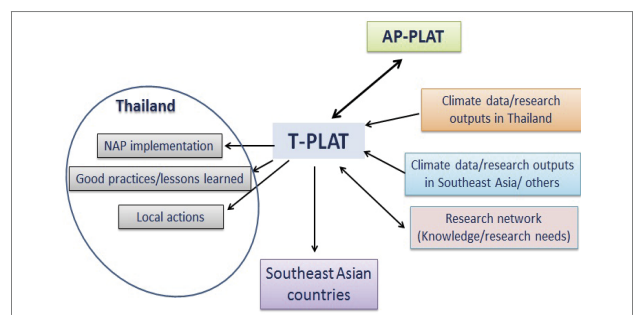 AP-PLAT
Thailand
Climate data/research
outputs in Thailand
T-PLAT
NAP implementation
Good practices/lessons learned
Climate data/research outputs
in Southeast Asia/ others
Local actions
Research network
(Knowledge/research needs)
Southeast Asian
countries